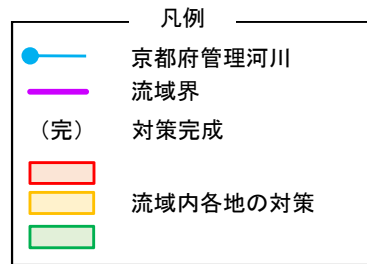 凡例
京都府管理河川
流域界
（完） 対策完成
流域内各地の対策